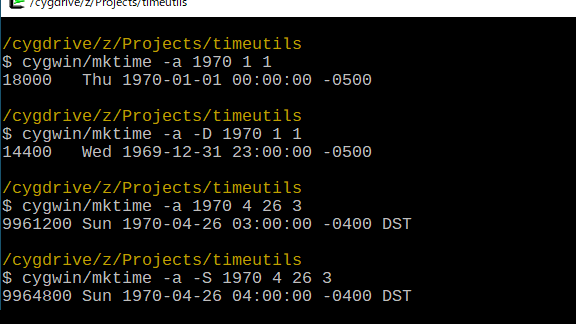 /cygdrive/z/Projects/timeutils
/cygdrive/z/Projects/timeutils
$ cygwin/mktime -a 1970 1 1
18000   Thu 1970-01-01 00:00:00 -0500
/cygdrive/z/Projects/timeutils
$ cygwin/mktime -a -D 1970 1 1
14400   Wed 1969-12-31 23:00:00 -0500
/cygdrive/z/Projects/timeutils
$ cygwin/mktime -a 1970 4 26 3
9961200 Sun 1970-04-26 03:00:00 -0400 DST
/cygdrive/z/Projects/timeutils
$ cygwin/mktime -a -S 1970 4 26 3
9964800 Sun 1970-04-26 04:00:00 -0400 DST